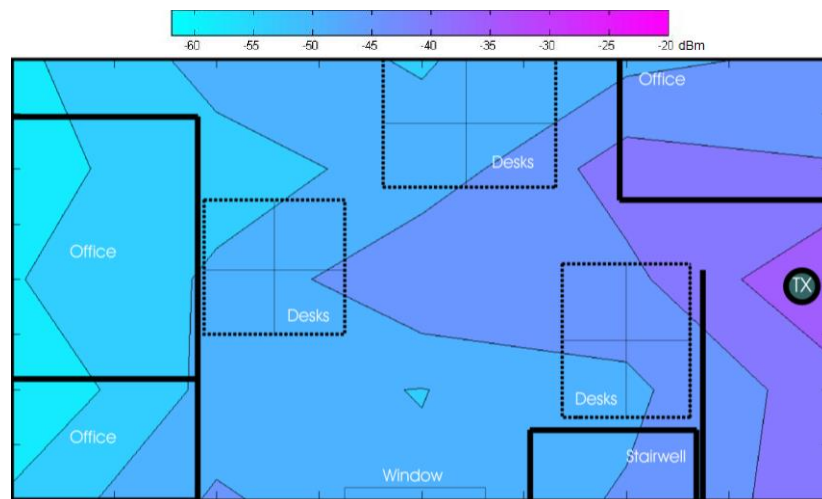 -60 -55 -50 -45 -40 -35 -30 -25 -20 dBm
Office
Desks
Office
Desks
TX
Desks
Office
Stairwell
Window